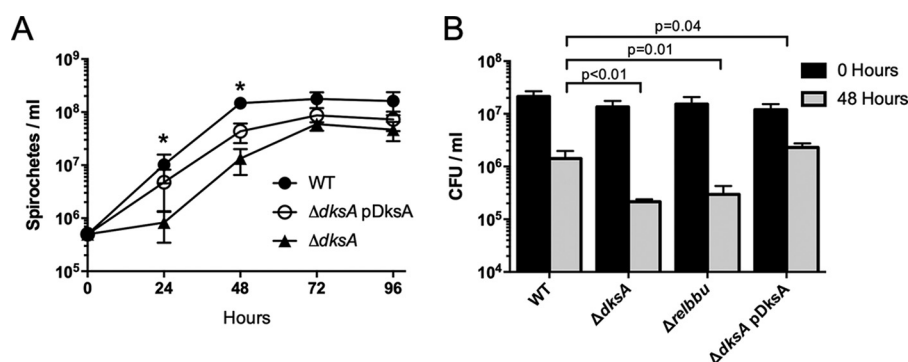 A
Spirochetes / ml
10⁹
10⁸
10⁷
10⁶
10⁵
*
*
WT
ΔdksA pDksA
ΔdksA
0
24
48
72
96
Hours
B
p=0.04
p=0.01
p<0.01
0 Hours
48 Hours
CFU / ml
10⁸
10⁷
10⁶
10⁵
10⁴
WT
ΔdksA
Δrelbbu
ΔdksA pDksA